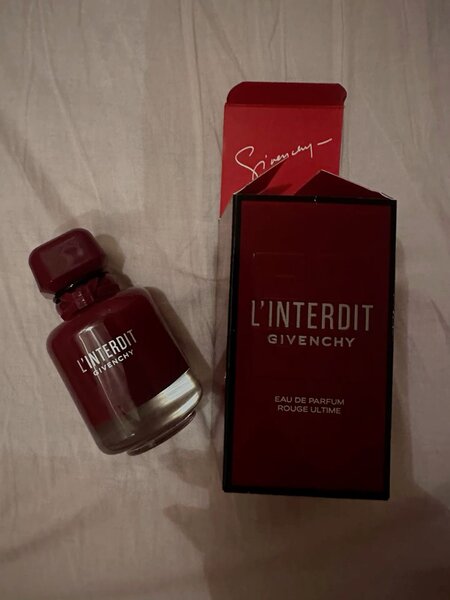 Givenchy
L'INTERDIT
GIVENCHY
EAU DE PARFUM
ROUGE ULTIME
L'INTERDIT
GIVENCHY